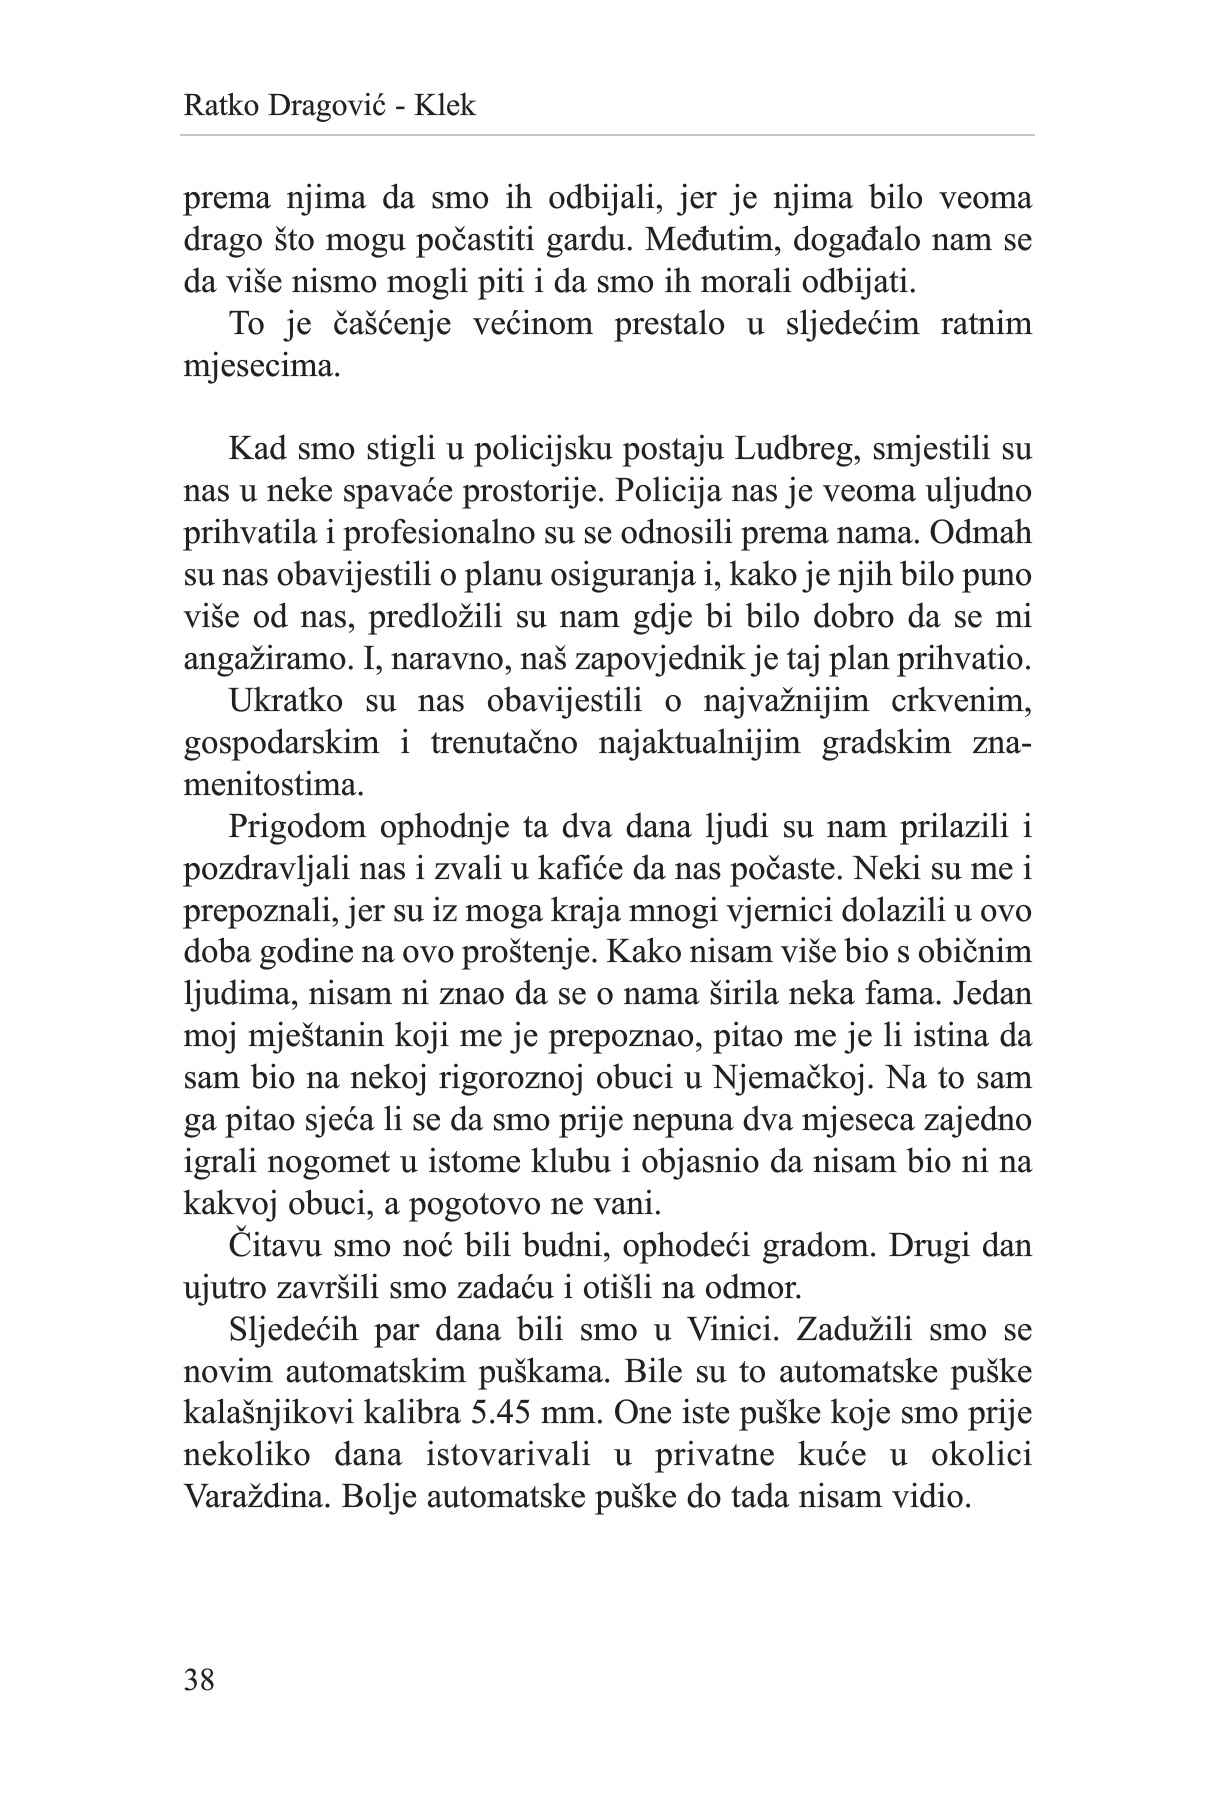 Ratko Dragović - Klek
prema njima da smo ih odbijali, jer je njima bilo veoma
drago što mogu počastiti gardu. Međutim, događalo nam se
da više nismo mogli piti i da smo ih morali odbijati.
To je čašćenje većinom prestalo u sljedećim ratnim
mjesecima.
Kad smo stigli u policijsku postaju Ludbreg, smjestili su
nas u neke spavaće prostorije. Policija nas je veoma uljudno
prihvatila i profesionalno su se odnosili prema nama. Odmah
su nas obavijestili o planu osiguranja i, kako je njih bilo puno
više od nas, predložili su nam gdje bi bilo dobro da se mi
angažiramo. I, naravno, naš zapovjednik je taj plan prihvatio.
Ukratko su nas obavijestili o najvažnijim crkvenim,
gospodarskim i trenutačno najaktualnijim gradskim zna-
menitostima.
Prigodom ophodnje ta dva dana ljudi su nam prilazili i
pozdravljali nas i zvali u kafiće da nas počaste. Neki su me i
prepoznali, jer su iz moga kraja mnogi vjernici dolazili u ovo
doba godine na ovo proštenje. Kako nisam više bio s običnim
ljudima, nisam ni znao da se o nama širila neka fama. Jedan
moj mještanin koji me je prepoznao, pitao me je li istina da
sam bio na nekoj rigoroznoj obuci u Njemačkoj. Na to sam
ga pitao sjeća li se da smo prije nepuna dva mjeseca zajedno
igrali nogomet u istome klubu i objasnio da nisam bio ni na
kakvoj obuci, a pogotovo ne vani.
Čitavu smo noć bili budni, ophodeći gradom. Drugi dan
ujutro završili smo zadaću i otišli na odmor.
Sljedećih par dana bili smo u Vinici. Zadužili smo se
novim automatskim puškama. Bile su to automatske puške
kalašnjikovi kalibra 5.45 mm. One iste puške koje smo prije
nekoliko dana istovarivali u privatne kuće u okolici
Varaždina. Bolje automatske puške do tada nisam vidio.
38